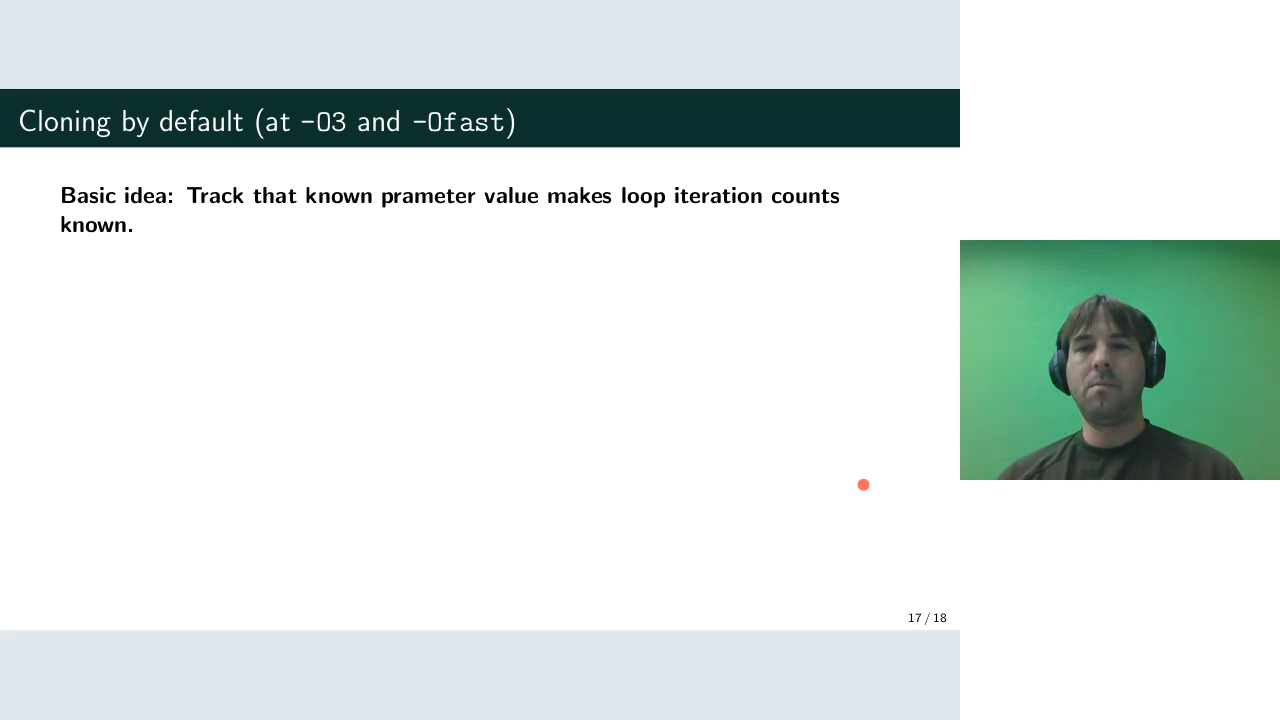 Cloning by default (at -O3 and -Ofast)
Basic idea: Track that known prameter value makes loop iteration counts
known.
17 / 18